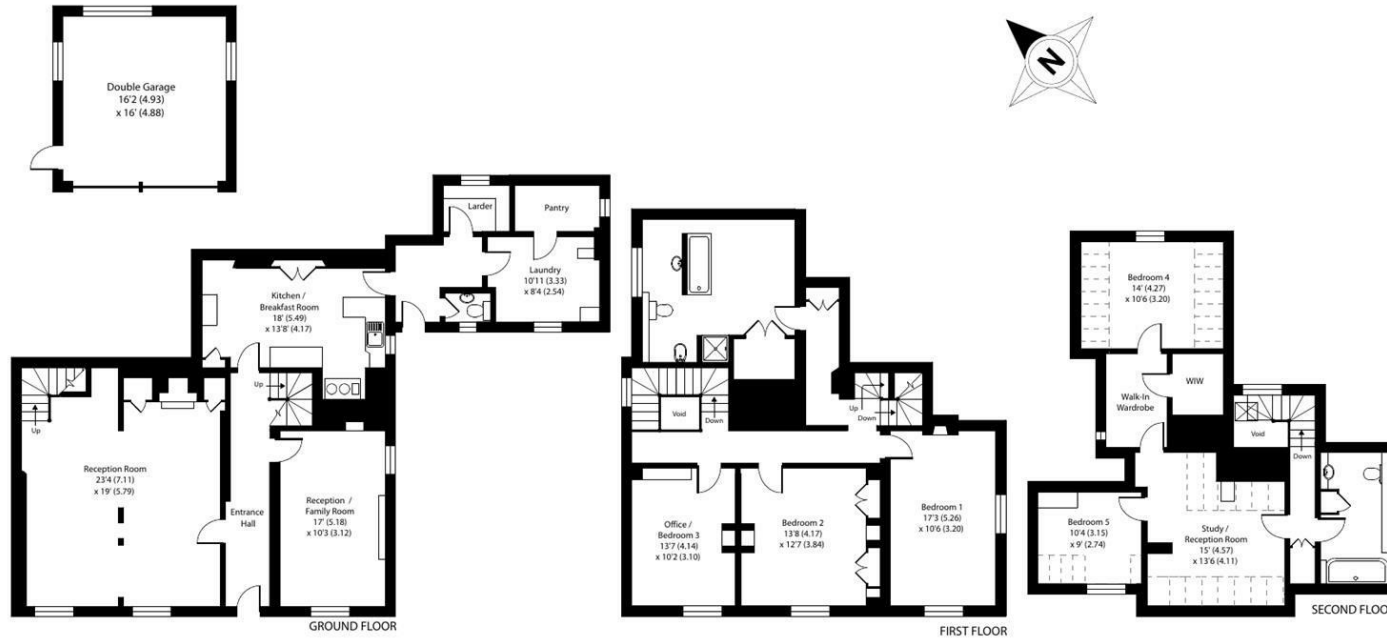 Double Garage
16'2 (4.93)
x 16' (4.88)
N
Larder
Pantry
Laundry
10'11 (3.33)
x 8'4 (2.54)
Kitchen /
Breakfast Room
18' (5.49)
x 13'8' (4.17)
Up
Up
Reception Room
23'4 (7.11)
x 19' (5.79)
Entrance
Hall
Reception /
Family Room
17' (5.18)
x 10'3 (3.12)
GROUND FLOOR
Void
Down
Up
Down
Office /
Bedroom 3
13'7 (4.14)
x 10'2 (3.10)
Bedroom 2
13'8 (4.17)
x 12'7 (3.84)
Bedroom 1
17'3 (5.26)
x 10'6 (3.20)
FIRST FLOOR
Bedroom 4
14' (4.27)
x 10'6 (3.20)
Walk-In
Wardrobe
WIW
Void
Down
Bedroom 5
10'4 (3.15)
x 9' (2.74)
Study /
Reception Room
15' (4.57)
x 13'6 (4.11)
SECOND FLOO